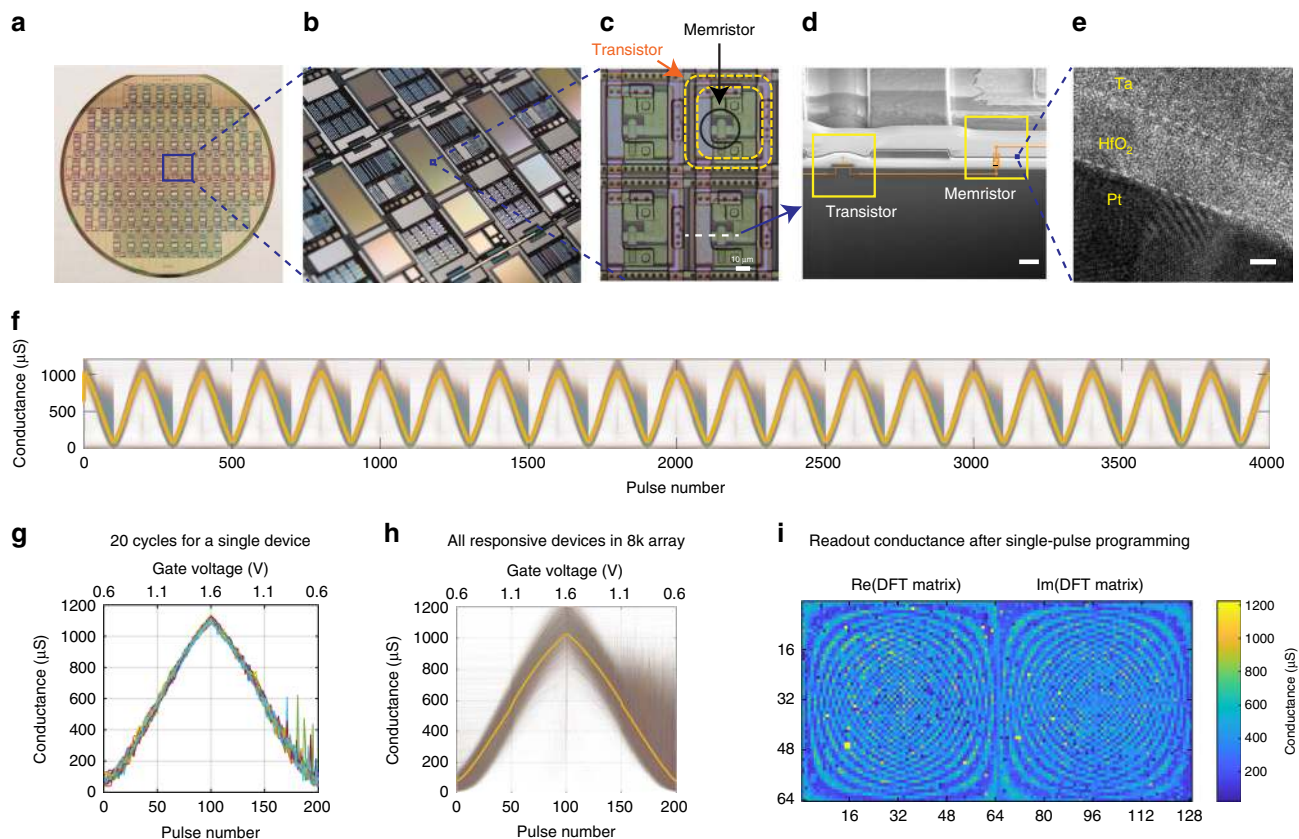 a
b
c
d
e
Memristor
Transistor
10 μm
Transistor
Memristor
Ta
HfO2
Pt
f
Conductance (μS)
1000
500
0
0 500 1000 1500 2000 2500 3000 3500 4000
Pulse number
g
20 cycles for a single device
Gate voltage (V)
0.6 1.1 1.6 1.1 0.6
Conductance (μS)
1200
1000
800
600
400
200
0
0 50 100 150 200
Pulse number
h
All responsive devices in 8k array
Gate voltage (V)
0.6 1.1 1.6 1.1 0.6
Conductance (μS)
1200
1000
800
600
400
200
0
0 50 100 150 200
Pulse number
i
Readout conductance after single-pulse programming
Re(DFT matrix) Im(DFT matrix)
16
32
48
64
16 32 48 64 80 96 112 128
1200
1000
800
600
400
200
Conductance (μS)